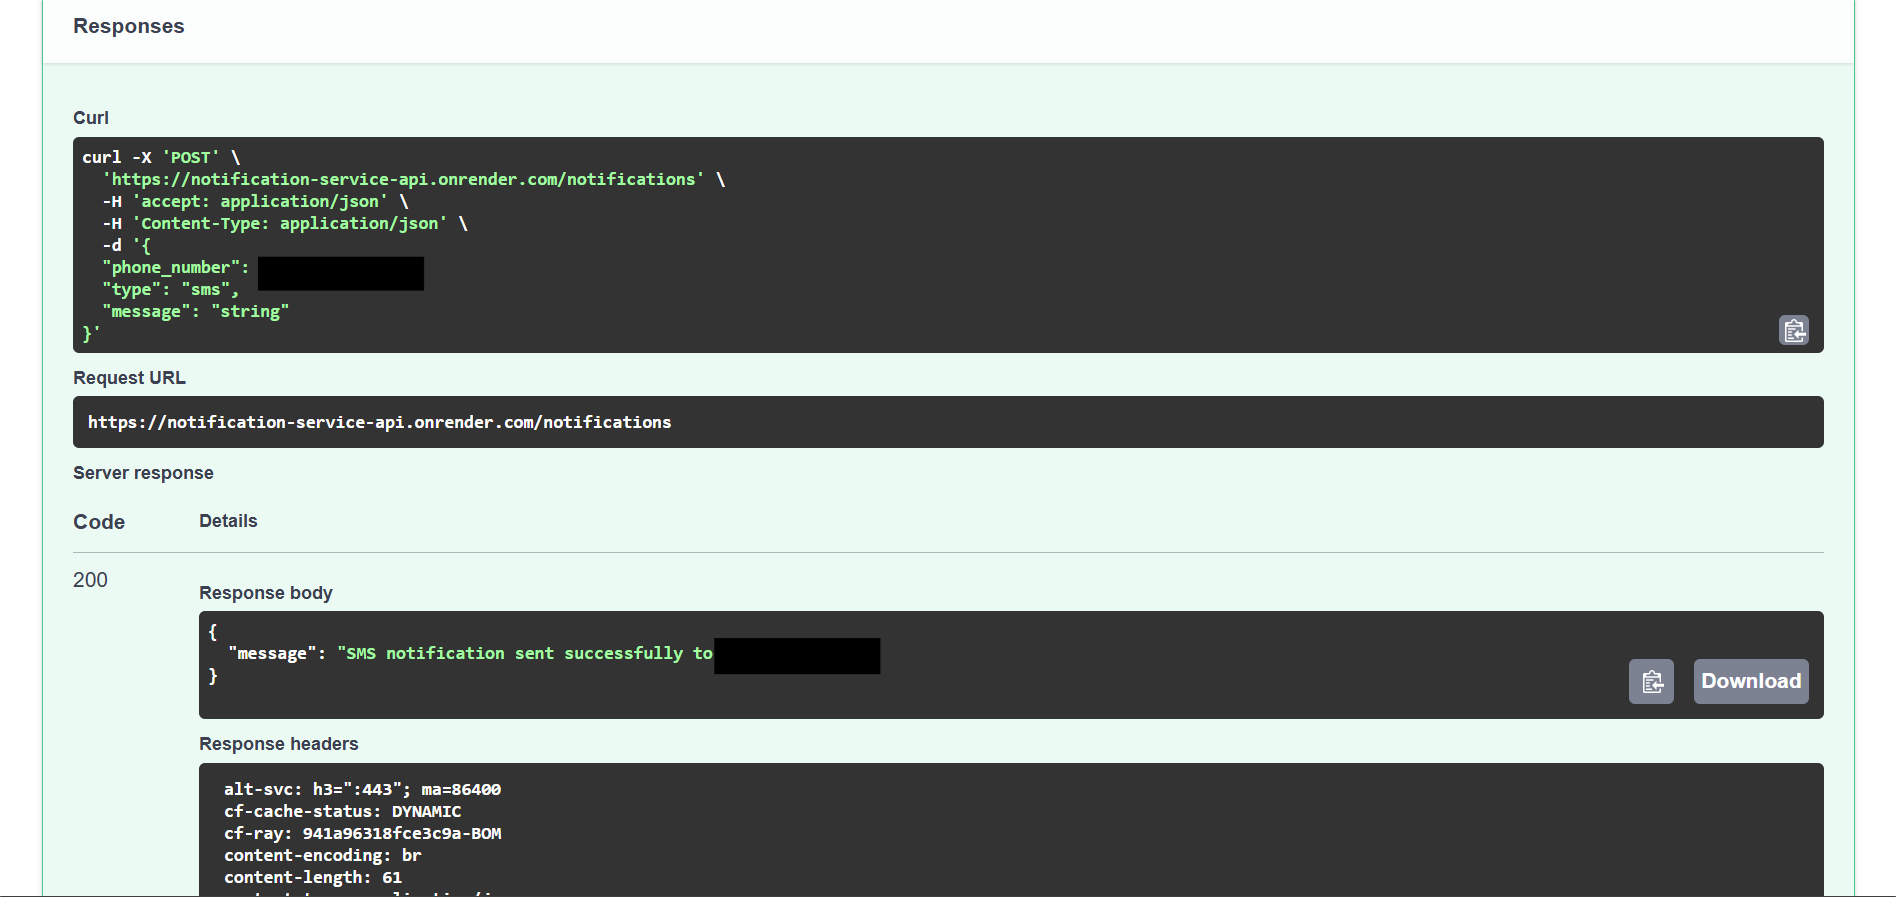 Responses
Curl
curl -X 'POST' \
  'https://notification-service-api.onrender.com/notifications' \
  -H 'accept: application/json' \
  -H 'Content-Type: application/json' \
  -d '{
  "phone_number":
  "type": "sms",
  "message": "string"
}'
Request URL
https://notification-service-api.onrender.com/notifications
Server response
Code Details
200
Response body
{
  "message": "SMS notification sent successfully to
}
Download
Response headers
alt-svc: h3=":443"; ma=86400
cf-cache-status: DYNAMIC
cf-ray: 941a96318fce3c9a-BOM
content-encoding: br
content-length: 61